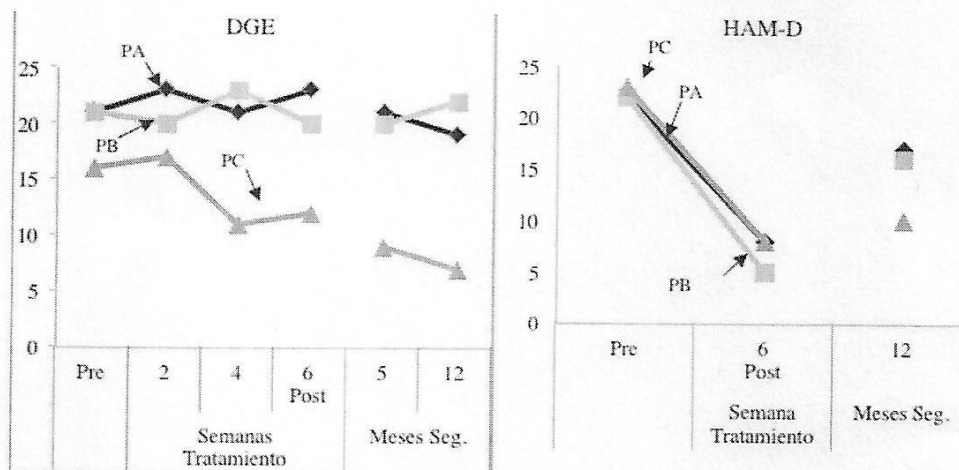 DGE
25
20
15
10
5
0
PA
PB
PC
Pre
2
4
6
Post
5
12
Semanas
Tratamiento
Meses Seg.
HAM-D
25
20
15
10
5
0
PC
PA
PB
Pre
6
Post
12
Semana
Tratamiento
Meses Seg.